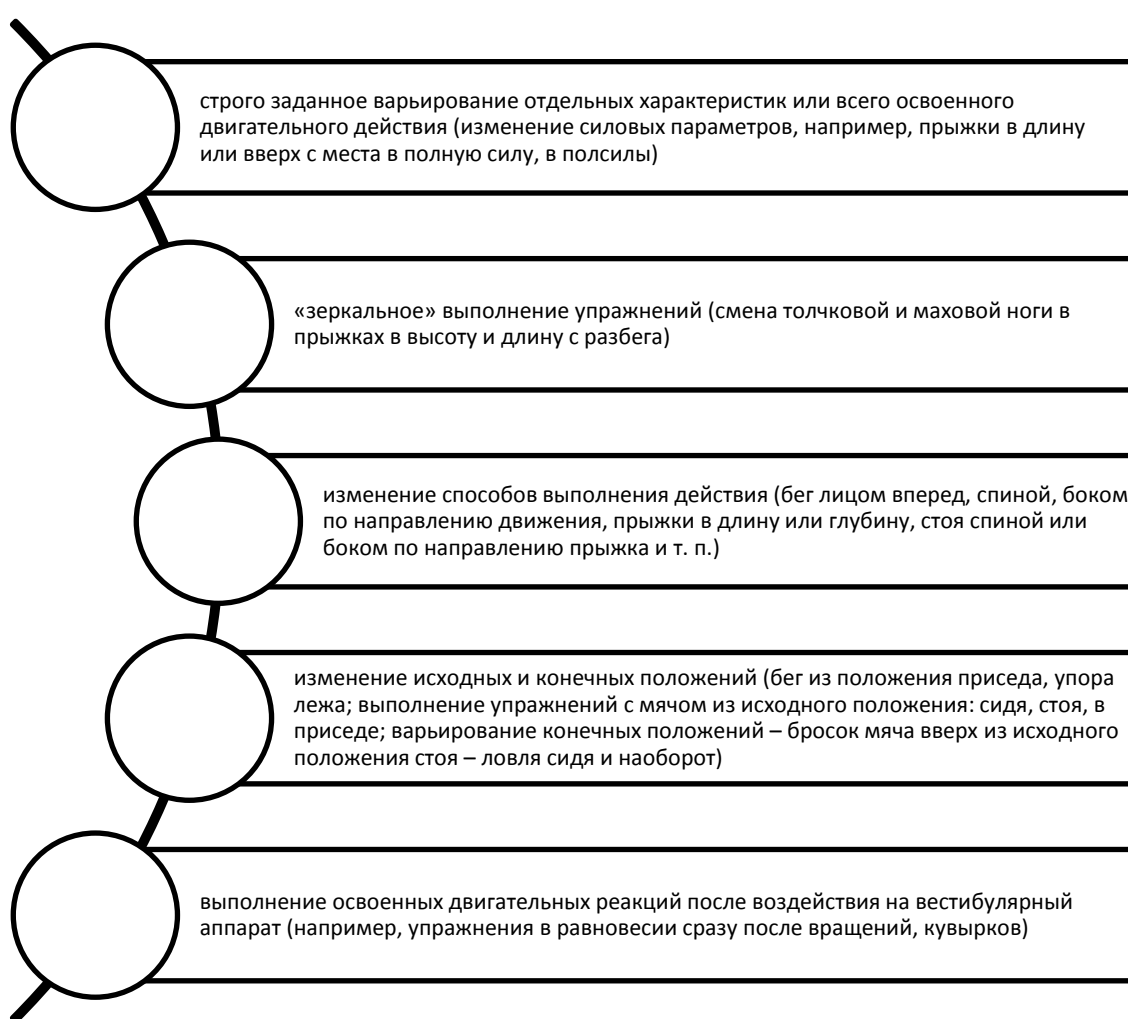 строго заданное варьирование отдельных характеристик или всего освоенного
двигательного действия (изменение силовых параметров, например, прыжки в длину
или вверх с места в полную силу, в полсилы)
«зеркальное» выполнение упражнений (смена толчковой и маховой ноги в
прыжках в высоту и длину с разбега)
изменение способов выполнения действия (бег лицом вперед, спиной, боком
по направлению движения, прыжки в длину или глубину, стоя спиной или
боком по направлению прыжка и т. п.)
изменение исходных и конечных положений (бег из положения приседа, упора
лежа; выполнение упражнений с мячом из исходного положения: сидя, стоя, в
приседе; варьирование конечных положений – бросок мяча вверх из исходного
положения стоя – ловля сидя и наоборот)
выполнение освоенных двигательных реакций после воздействия на вестибулярный
аппарат (например, упражнения в равновесии сразу после вращений, кувырков)